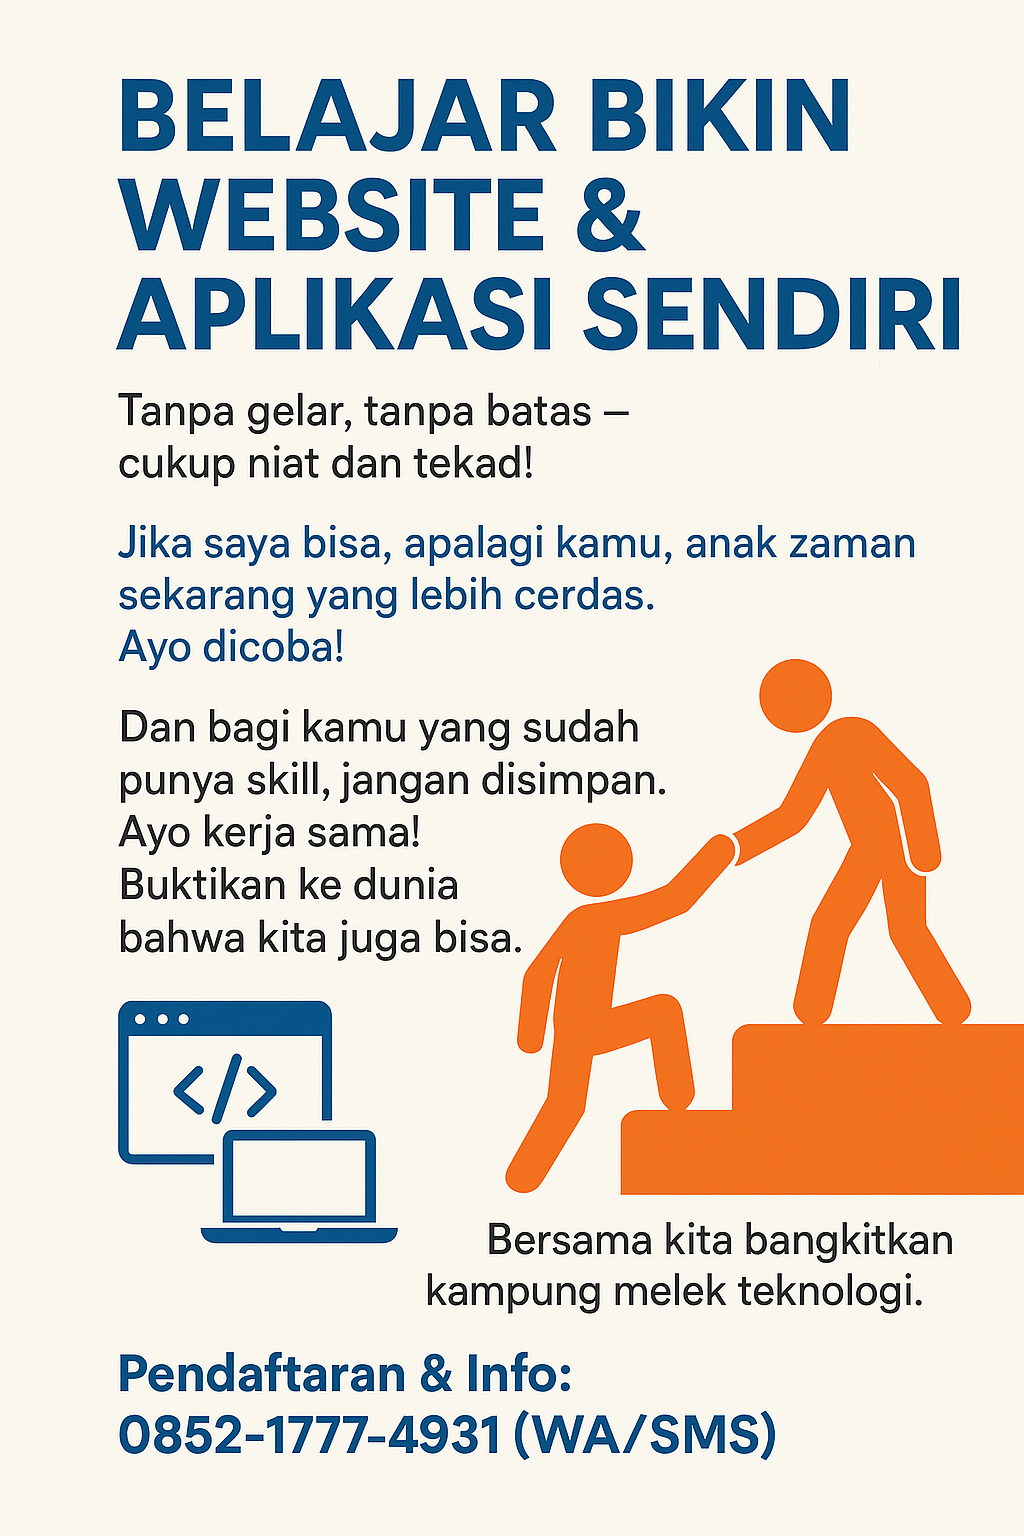 BELAJAR BIKIN
WEBSITE &
APLIKASI SENDIRI
Tanpa gelar, tanpa batas –
cukup niat dan tekad!
Jika saya bisa, apalagi kamu, anak zaman
sekarang yang lebih cerdas.
Ayo dicoba!
Dan bagi kamu yang sudah
punya skill, jangan disimpan.
Ayo kerja sama!
Buktikan ke dunia
bahwa kita juga bisa.
</>
Bersama kita bangkitkan
kampung melek teknologi.
Pendaftaran & Info:
0852-1777-4931 (WA/SMS)